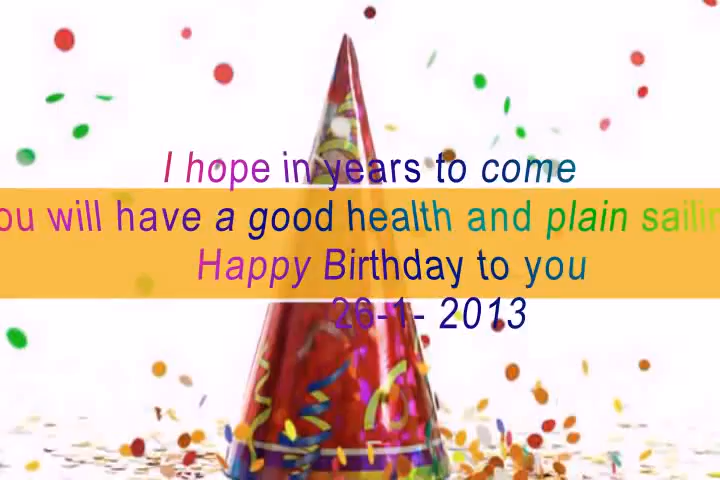 I hope in years to come
ou will have a good health and plain sailin
Happy Birthday to you
26-1- 2013